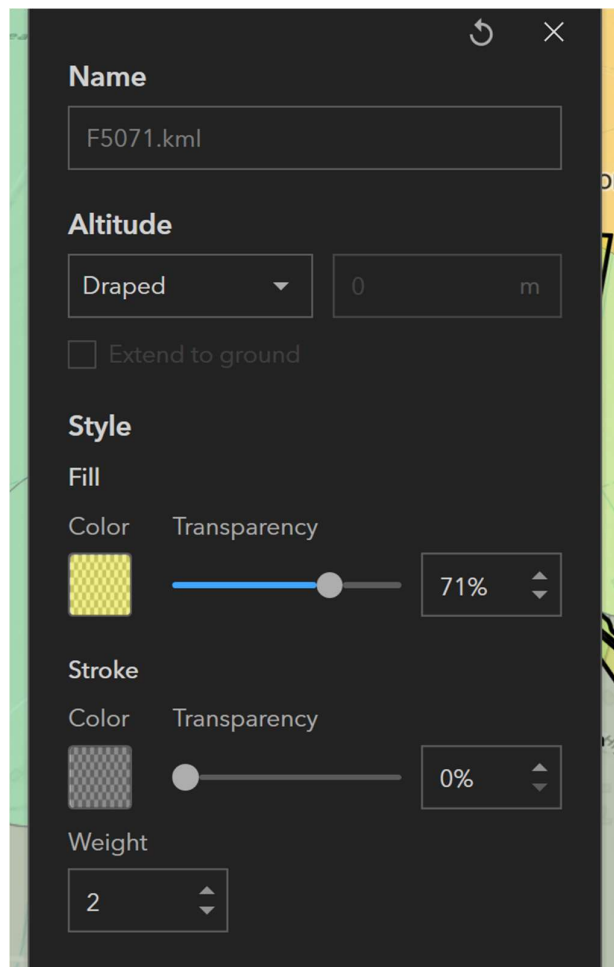 Name
F5071.kml
Altitude
Draped
0 m
Extend to ground
Style
Fill
Color Transparency
71%
Stroke
Color Transparency
0%
Weight
2